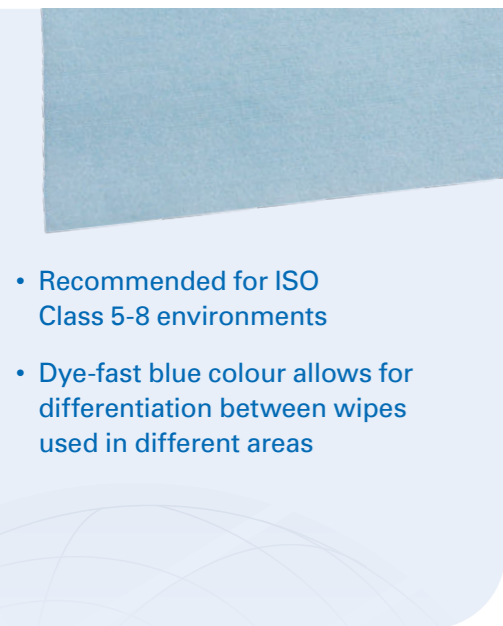 • Recommended for ISO
Class 5-8 environments
• Dye-fast blue colour allows for
differentiation between wipes
used in different areas